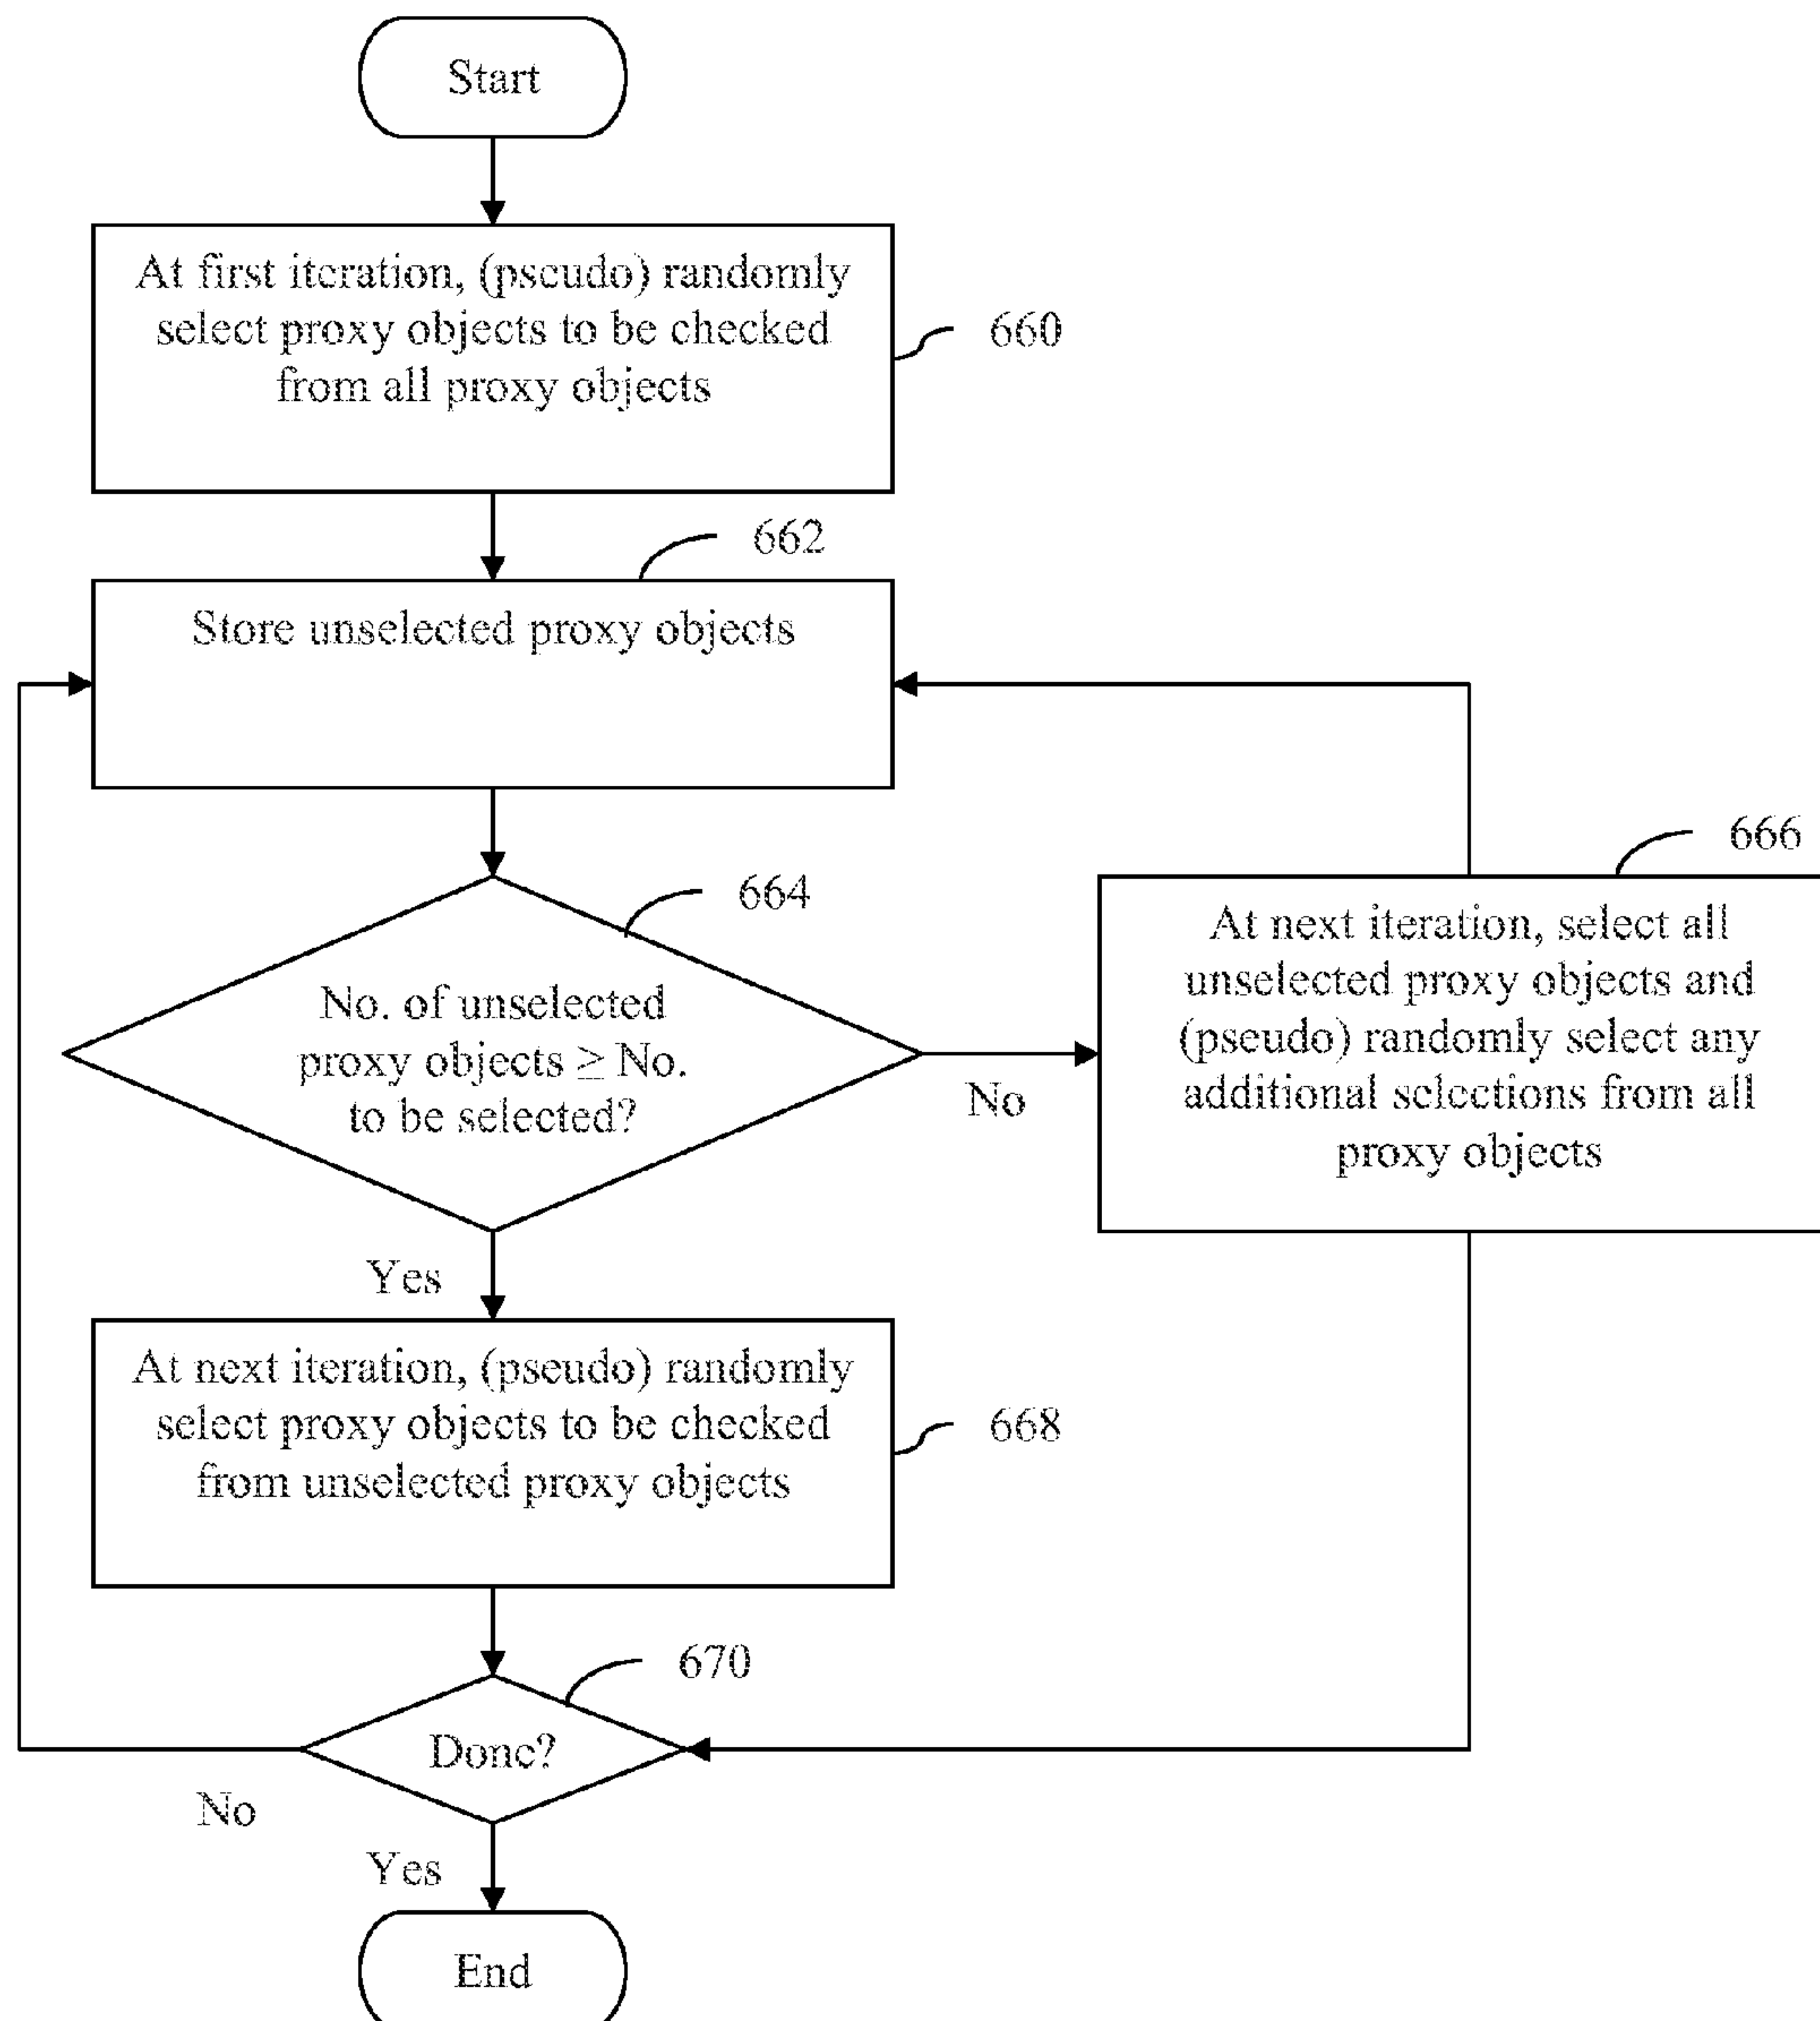 Start
At first iteration, (pseudo) randomly
select proxy objects to be checked
from all proxy objects
660
662
Store unselected proxy objects
664
666
No. of unselected
proxy objects ≥ No.
to be selected?
No
At next iteration, select all
unselected proxy objects and
(pseudo) randomly select any
additional selections from all
proxy objects
Yes
At next iteration, (pseudo) randomly
select proxy objects to be checked
from unselected proxy objects
668
670
Done?
No
Yes
End